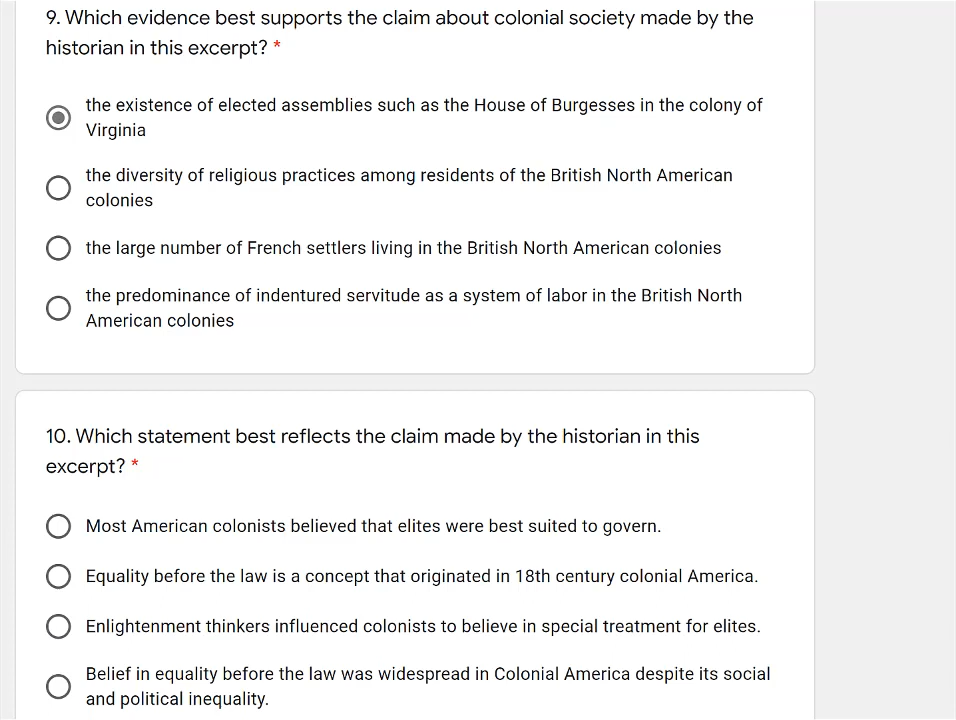 9. Which evidence best supports the claim about colonial society made by the
historian in this excerpt? *
the existence of elected assemblies such as the House of Burgesses in the colony of
Virginia
the diversity of religious practices among residents of the British North American
colonies
the large number of French settlers living in the British North American colonies
the predominance of indentured servitude as a system of labor in the British North
American colonies
10. Which statement best reflects the claim made by the historian in this
excerpt? *
Most American colonists believed that elites were best suited to govern.
Equality before the law is a concept that originated in 18th century colonial America.
Enlightenment thinkers influenced colonists to believe in special treatment for elites.
Belief in equality before the law was widespread in Colonial America despite its social
and political inequality.